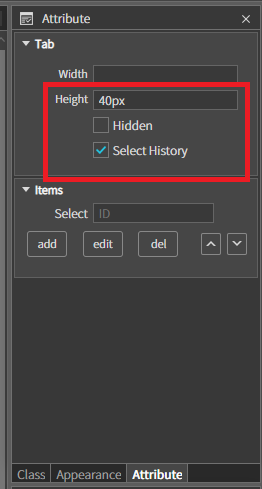 Attribute
Tab
Width
Height 40px
Hidden
Select History
Items
Select ID
add edit del
Class Appearance Attribute